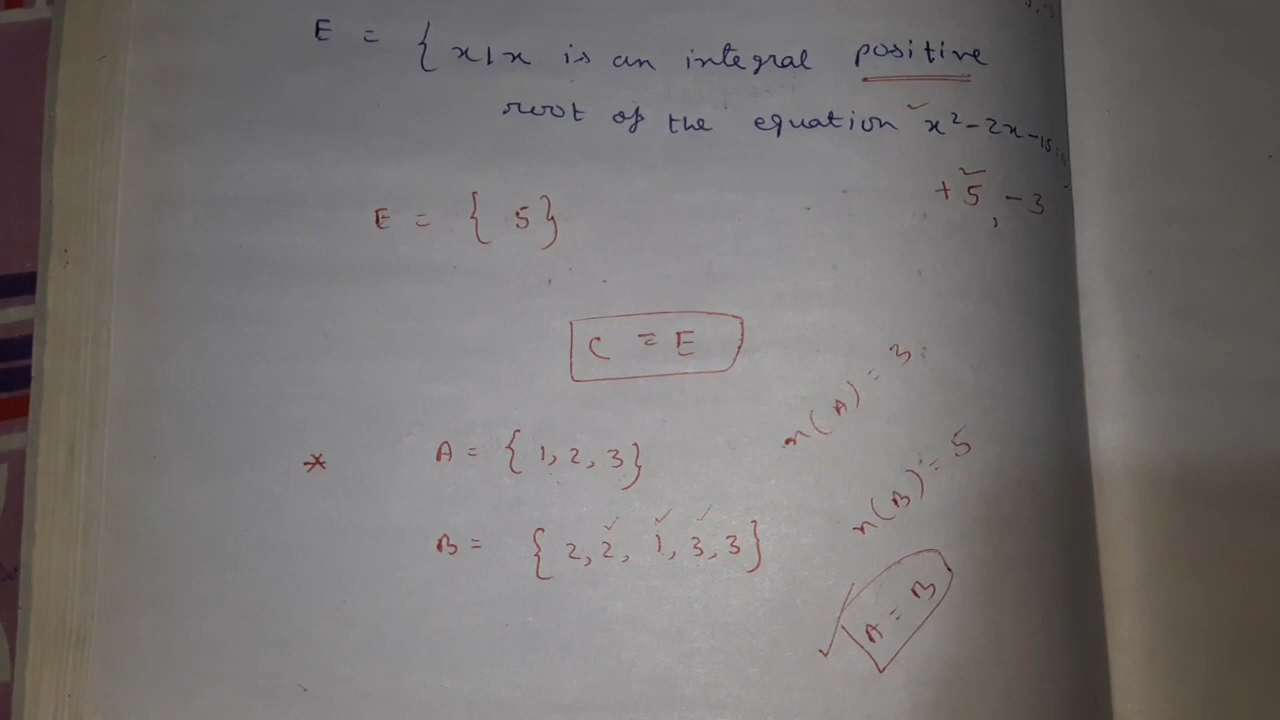 E = { x | x is an integral positive
root of the equation x² - 2x - 15 =
+5, -3
E = { 5 }
C = E
n(A) = 3
* A = { 1, 2, 3 }
n(B) = 5
B = { 2, 2, 1, 3, 3 }
A = B